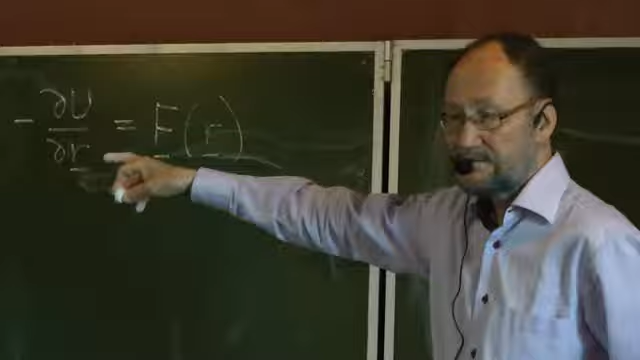 - ∂U/∂r = F(r)